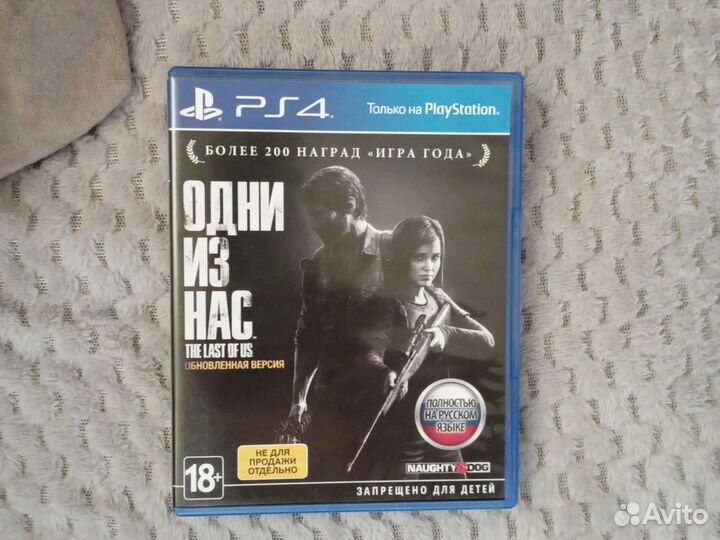 PS4
Только на PlayStation®
БОЛЕЕ 200 НАГРАД «ИГРА ГОДА»
ОДНИ
ИЗ
НАС™
THE LAST OF US
ОБНОВЛЕННАЯ ВЕРСИЯ
ПОЛНОСТЬЮ
НА РУССКОМ
ЯЗЫКЕ
НЕ ДЛЯ
ПРОДАЖИ
ОТДЕЛЬНО
18+
NAUGHTY DOG
ЗАПРЕЩЕНО ДЛЯ ДЕТЕЙ
Avito